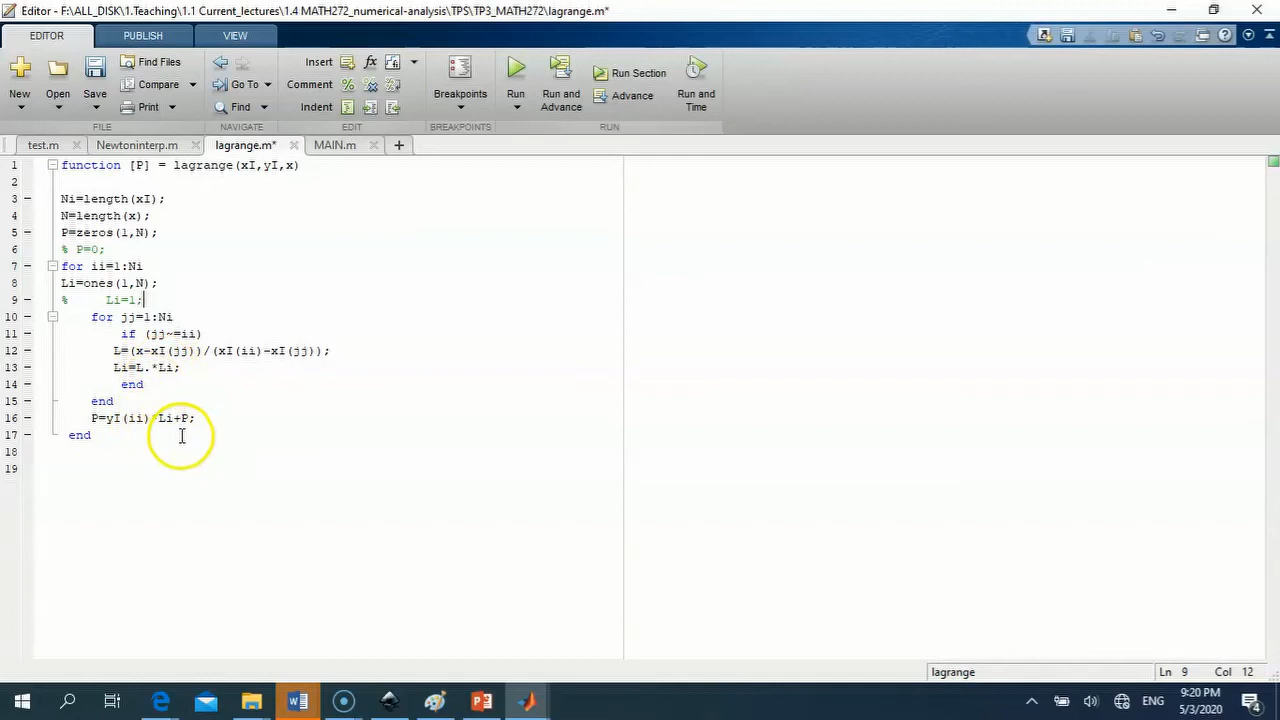 Editor - F:\ALL_DISK\1.Teaching\1.1 Current_lectures\1.4 MATH272_numerical-analysis\TPS\TP3_MATH272\lagrange.m*
EDITOR PUBLISH VIEW
New Open Save Find Files Compare Print
Go To Find
Insert fx
Comment
Indent
Breakpoints
Run Run and Advance Run Section Advance Run and Time
FILE NAVIGATE EDIT BREAKPOINTS RUN
test.m Newtoninterp.m lagrange.m* MAIN.m
1 function [P] = lagrange(xI,yI,x)
2
3 Ni=length(xI);
4 N=length(x);
5 P=zeros(1,N);
6 % P=0;
7 for ii=1:Ni
8 Li=ones(1,N);
9 % Li=1;
10 for jj=1:Ni
11 if (jj~=ii)
12 L=(x-xI(jj))/(xI(ii)-xI(jj));
13 Li=L.*Li;
14 end
15 end
16 P=yI(ii)*Li+P;
17 end
18
19
lagrange Ln 9 Col 12
ENG
9:20 PM
5/3/2020
4